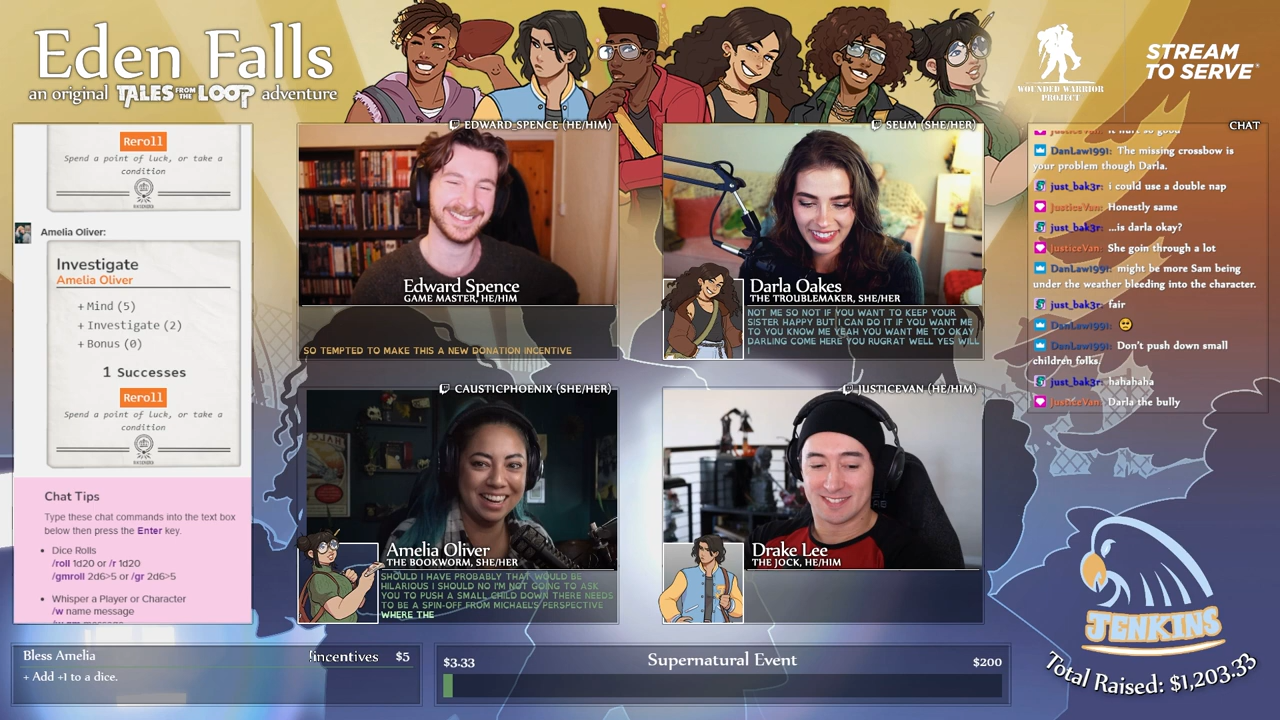 Eden Falls
an original TALES FROM THE LOOP adventure
WOUNDED WARRIOR
PROJECT
STREAM
TO SERVE
Reroll
Spend a point of luck, or take a
condition
Amelia Oliver:
Investigate
Amelia Oliver
+ Mind (5)
+ Investigate (2)
+ Bonus (0)
1 Successes
Reroll
Spend a point of luck, or take a
condition
Chat Tips
Type these chat commands into the text box
below then press the Enter key.
• Dice Rolls
/roll 1d20 or /r 1d20
/gmroll 2d6>5 or /gr 2d6>5
• Whisper a Player or Character
/w name message
EDWARD_SPENCE (HE/HIM)
Edward Spence
GAME MASTER, HE/HIM
SO TEMPTED TO MAKE THIS A NEW DONATION INCENTIVE
SEUM (SHE/HER)
Darla Oakes
THE TROUBLEMAKER, SHE/HER
NOT ME SO NOT IF YOU WANT TO KEEP YOUR
SISTER HAPPY BUT I CAN DO IT IF YOU WANT ME
TO YOU KNOW ME YEAH YOU WANT ME TO OKAY
DARLING COME HERE YOU RUGRAT WELL YES WILL
I
CAUSTICPHOENIX (SHE/HER)
Amelia Oliver
THE BOOKWORM, SHE/HER
SHOULD I HAVE PROBABLY THAT WOULD BE
HILARIOUS I SHOULD NO I'M NOT GOING TO ASK
YOU TO PUSH A SMALL CHILD DOWN THERE NEEDS
TO BE A SPIN-OFF FROM MICHAEL'S PERSPECTIVE
WHERE THE
JUSTICEVAN (HE/HIM)
Drake Lee
THE JOCK, HE/HIM
CHAT
JusticeVan: It hurt so good
DanLaw1991: The missing crossbow is
your problem though Darla.
just_bak3r: i could use a double nap
JusticeVan: Honestly same
just_bak3r: ...is darla okay?
JusticeVan: She goin through a lot
DanLaw1991: might be more Sam being
under the weather bleeding into the character.
just_bak3r: fair
DanLaw1991:
DanLaw1991: Don't push down small
children folks.
just_bak3r: hahahaha
JusticeVan: Darla the bully
JENKINS
Total Raised: $1,203.33
Bless Amelia
!incentives $5
+ Add +1 to a dice.
$3.33
Supernatural Event
$200